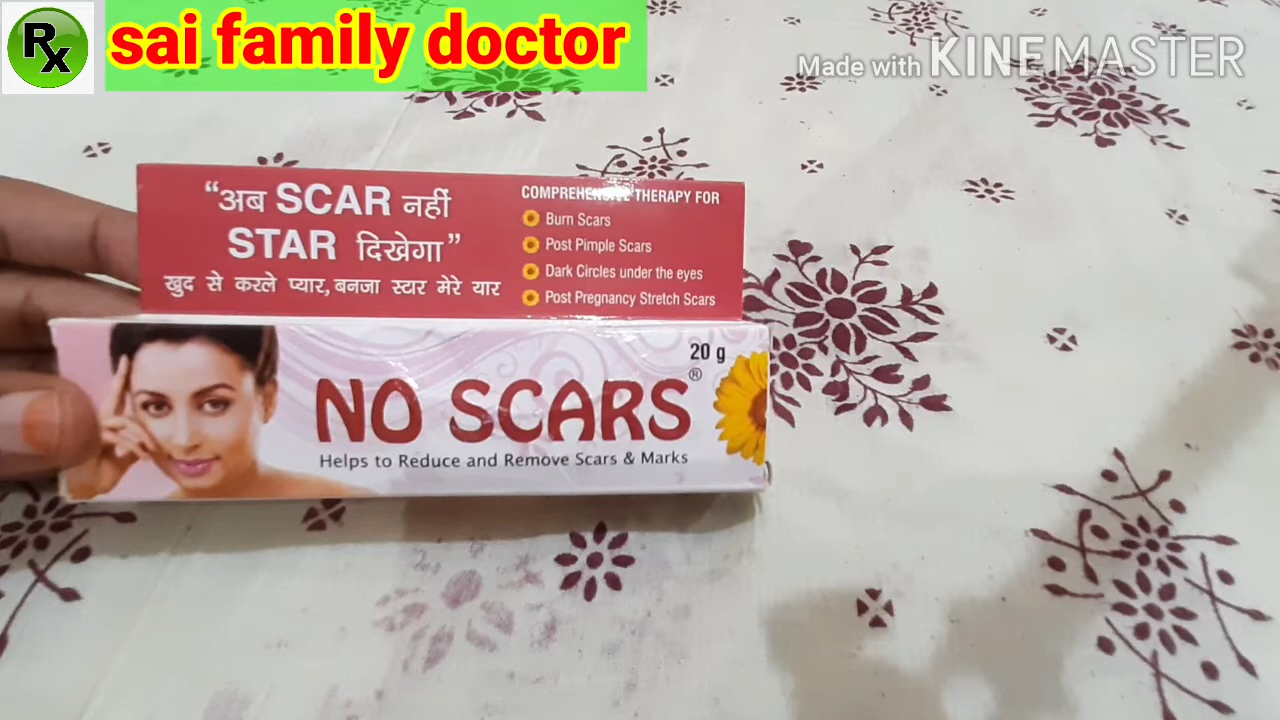 Rx
sai family doctor
Made with KINEMASTER
“अब SCAR नहीं
STAR दिखेगा”
खुद से करले प्यार, बनजा स्टार मेरे यार
COMPREHENSIVE THERAPY FOR
Burn Scars
Post Pimple Scars
Dark Circles under the eyes
Post Pregnancy Stretch Scars
20 g
NO SCARS®
Helps to Reduce and Remove Scars & Marks